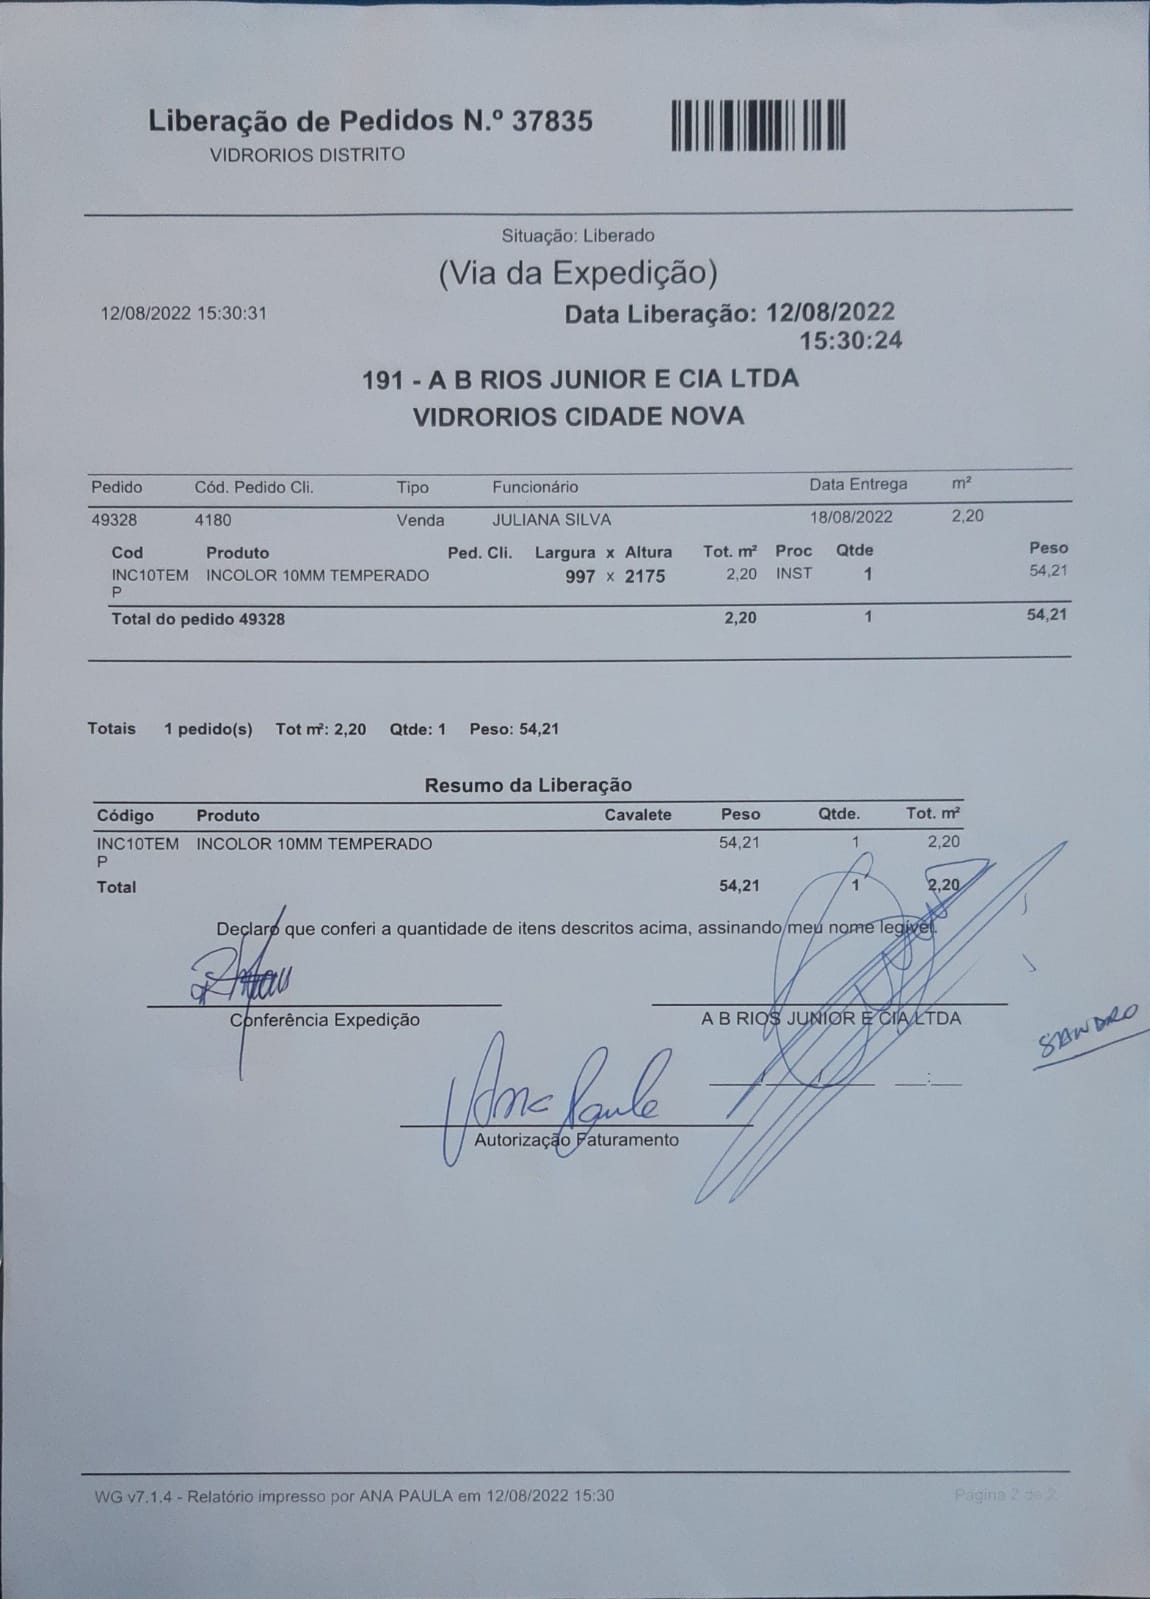 Liberação de Pedidos N.º 37835
VIDRORIOS DISTRITO
Situação: Liberado
(Via da Expedição)
12/08/2022 15:30:31 Data Liberação: 12/08/2022
15:30:24
191 - A B RIOS JUNIOR E CIA LTDA
VIDRORIOS CIDADE NOVA
Pedido Cód. Pedido Cli. Tipo Funcionário Data Entrega m²
49328 4180 Venda JULIANA SILVA 18/08/2022 2,20
Cod Produto Ped. Cli. Largura x Altura Tot. m² Proc Qtde Peso
INC10TEM INCOLOR 10MM TEMPERADO 997 x 2175 2,20 INST 1 54,21
P
Total do pedido 49328 2,20 1 54,21
Totais 1 pedido(s) Tot m²: 2,20 Qtde: 1 Peso: 54,21
Resumo da Liberação
Código Produto Cavalete Peso Qtde. Tot. m²
INC10TEM INCOLOR 10MM TEMPERADO 54,21 1 2,20
P
Total 54,21 1 2,20
Declaro que conferi a quantidade de itens descritos acima, assinando meu nome legível.
Conferência Expedição A B RIOS JUNIOR E CIA LTDA
SANDRO
Ana Paula
Autorização Faturamento
WG v7.1.4 - Relatório impresso por ANA PAULA em 12/08/2022 15:30 Página 2 de 2